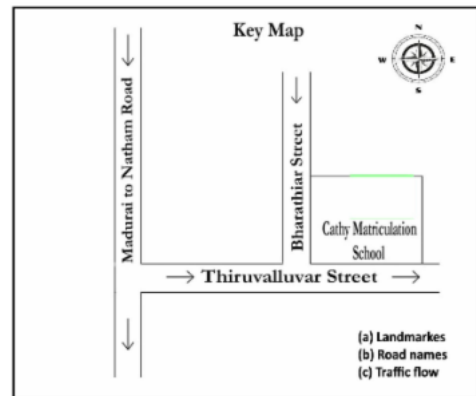 Key Map
N
W E
S
Madurai to Natham Road
Bharathiar Street
Cathy Matriculation
School
Thiruvalluvar Street
(a) Landmarkes
(b) Road names
(c) Traffic flow